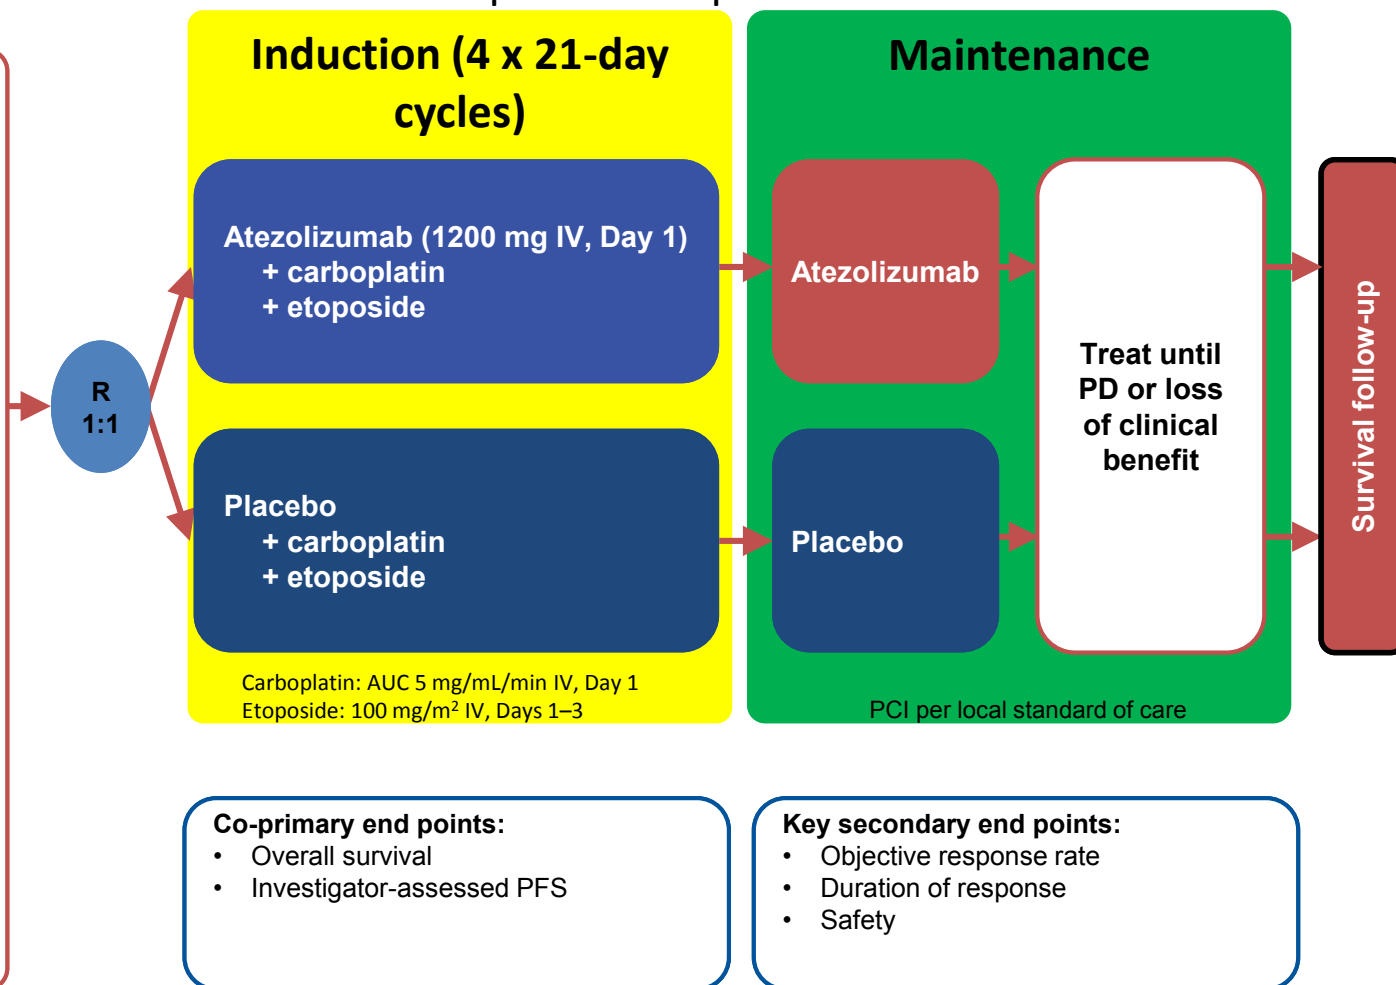 Induction (4 x 21-day
cycles)
Maintenance
R
1:1
Atezolizumab (1200 mg IV, Day 1)
+ carboplatin
+ etoposide
Atezolizumab
Treat until
PD or loss
of clinical
benefit
Survival follow-up
Placebo
+ carboplatin
+ etoposide
Placebo
Carboplatin: AUC 5 mg/mL/min IV, Day 1
Etoposide: 100 mg/m² IV, Days 1–3
PCI per local standard of care
Co-primary end points:
• Overall survival
• Investigator-assessed PFS
Key secondary end points:
• Objective response rate
• Duration of response
• Safety